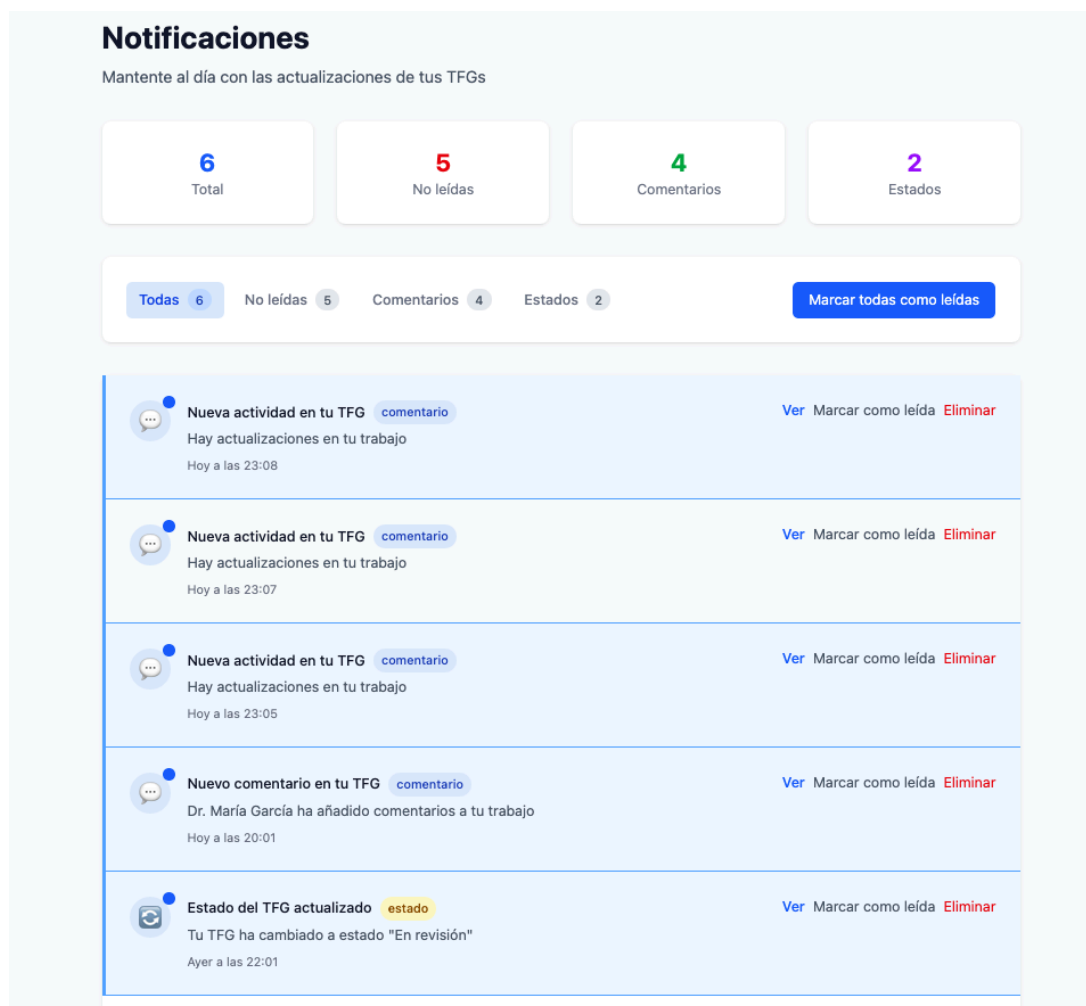 Notificaciones
Mantente al día con las actualizaciones de tus TFGs
6
Total
5
No leídas
4
Comentarios
2
Estados
Todas 6 No leídas 5 Comentarios 4 Estados 2 Marcar todas como leídas
Nueva actividad en tu TFG comentario Ver Marcar como leída Eliminar
Hay actualizaciones en tu trabajo
Hoy a las 23:08
Nueva actividad en tu TFG comentario Ver Marcar como leída Eliminar
Hay actualizaciones en tu trabajo
Hoy a las 23:07
Nueva actividad en tu TFG comentario Ver Marcar como leída Eliminar
Hay actualizaciones en tu trabajo
Hoy a las 23:05
Nuevo comentario en tu TFG comentario Ver Marcar como leída Eliminar
Dr. María García ha añadido comentarios a tu trabajo
Hoy a las 20:01
Estado del TFG actualizado estado Ver Marcar como leída Eliminar
Tu TFG ha cambiado a estado "En revisión"
Ayer a las 22:01